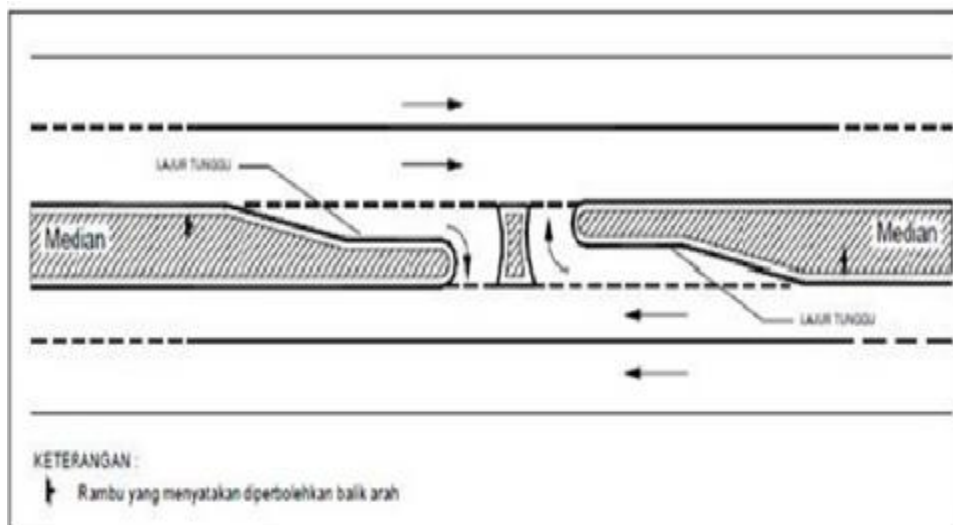 LAJUR TUNGGU
Median
Median
LAJUR TUNGGU
KETERANGAN :
Rambu yang menyatakan diperbolehkan balik arah